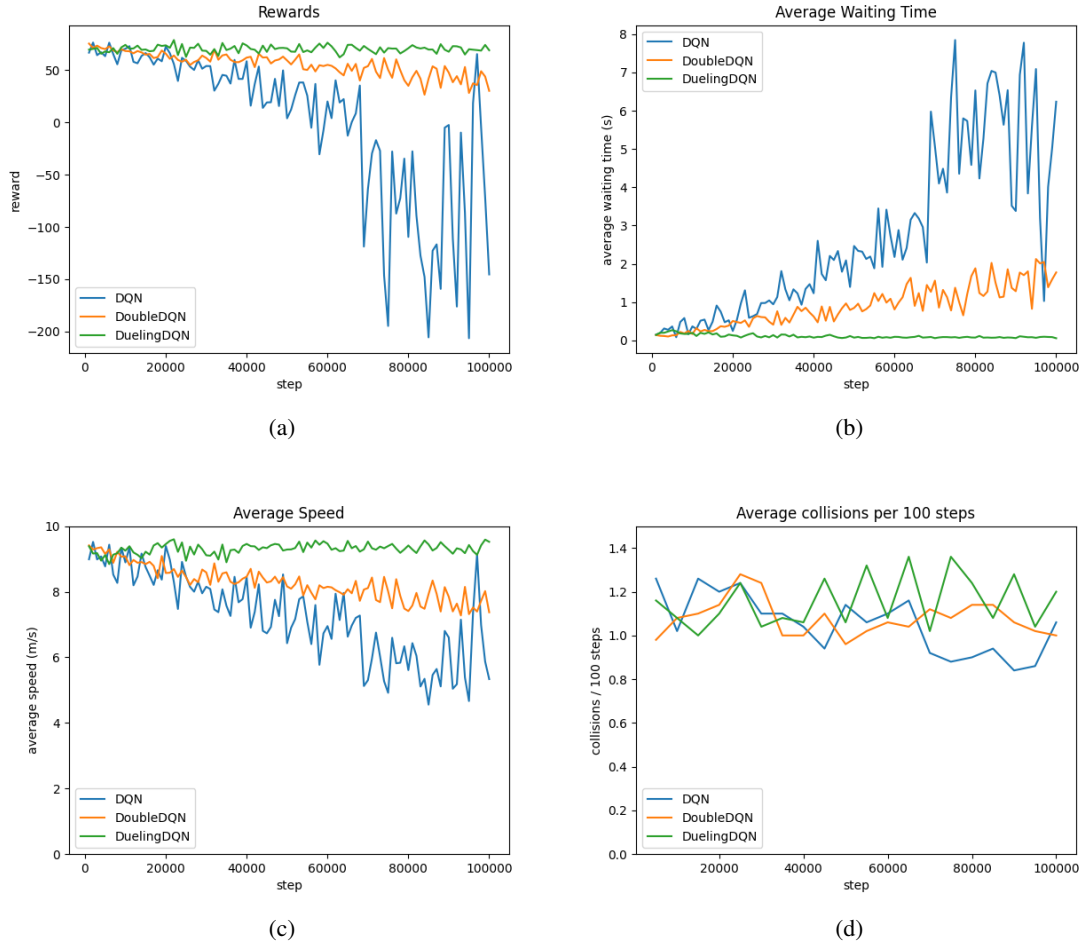 Rewards
50
0
−50
−100
−150
−200
reward
DQN
DoubleDQN
DuelingDQN
0 20000 40000 60000 80000 100000
step
(a)
Average Waiting Time
8
7
6
5
4
3
2
1
0
average waiting time (s)
DQN
DoubleDQN
DuelingDQN
0 20000 40000 60000 80000 100000
step
(b)
Average Speed
10
8
6
4
2
0
average speed (m/s)
DQN
DoubleDQN
DuelingDQN
0 20000 40000 60000 80000 100000
step
(c)
Average collisions per 100 steps
1.4
1.2
1.0
0.8
0.6
0.4
0.2
0.0
collisions / 100 steps
DQN
DoubleDQN
DuelingDQN
20000 40000 60000 80000 100000
step
(d)